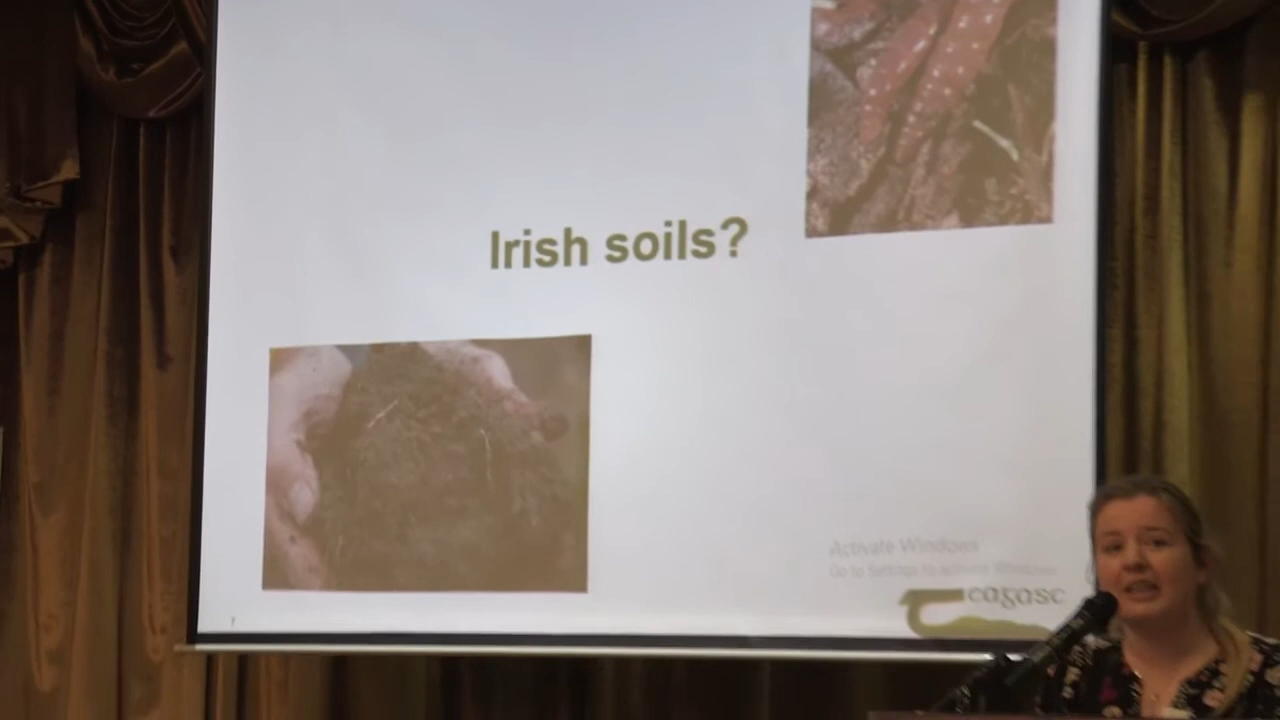 Irish soils?
Activate Windows
Go to Settings to activate Windows.
Teagasc